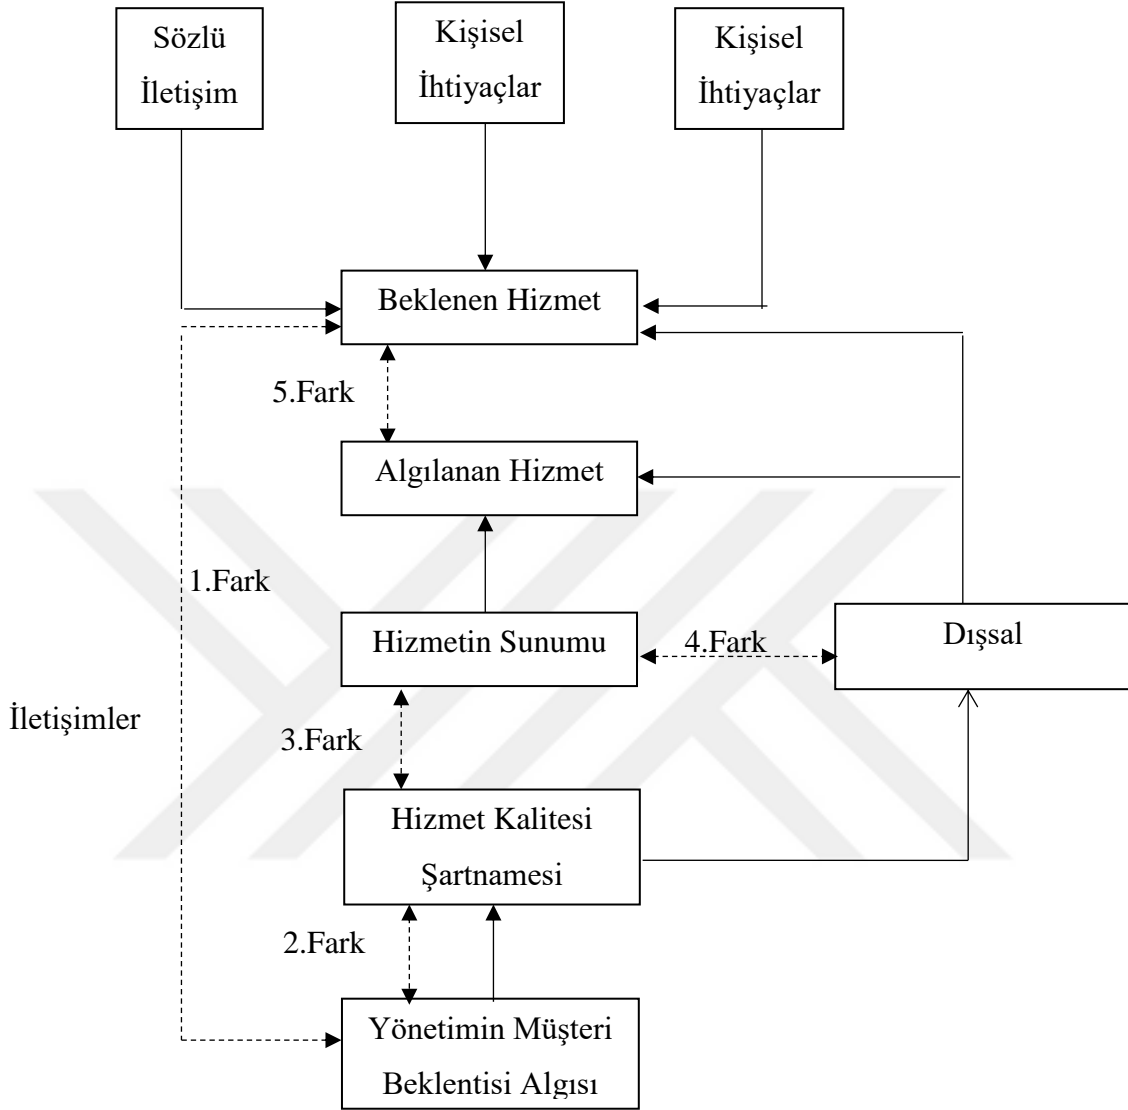 Sözlü
İletişim
Kişisel
İhtiyaçlar
Kişisel
İhtiyaçlar
Beklenen Hizmet
5.Fark
Algılanan Hizmet
1.Fark
Hizmetin Sunumu
4.Fark
Dışsal
İletişimler
3.Fark
Hizmet Kalitesi
Şartnamesi
2.Fark
Yönetimin Müşteri
Beklentisi Algısı